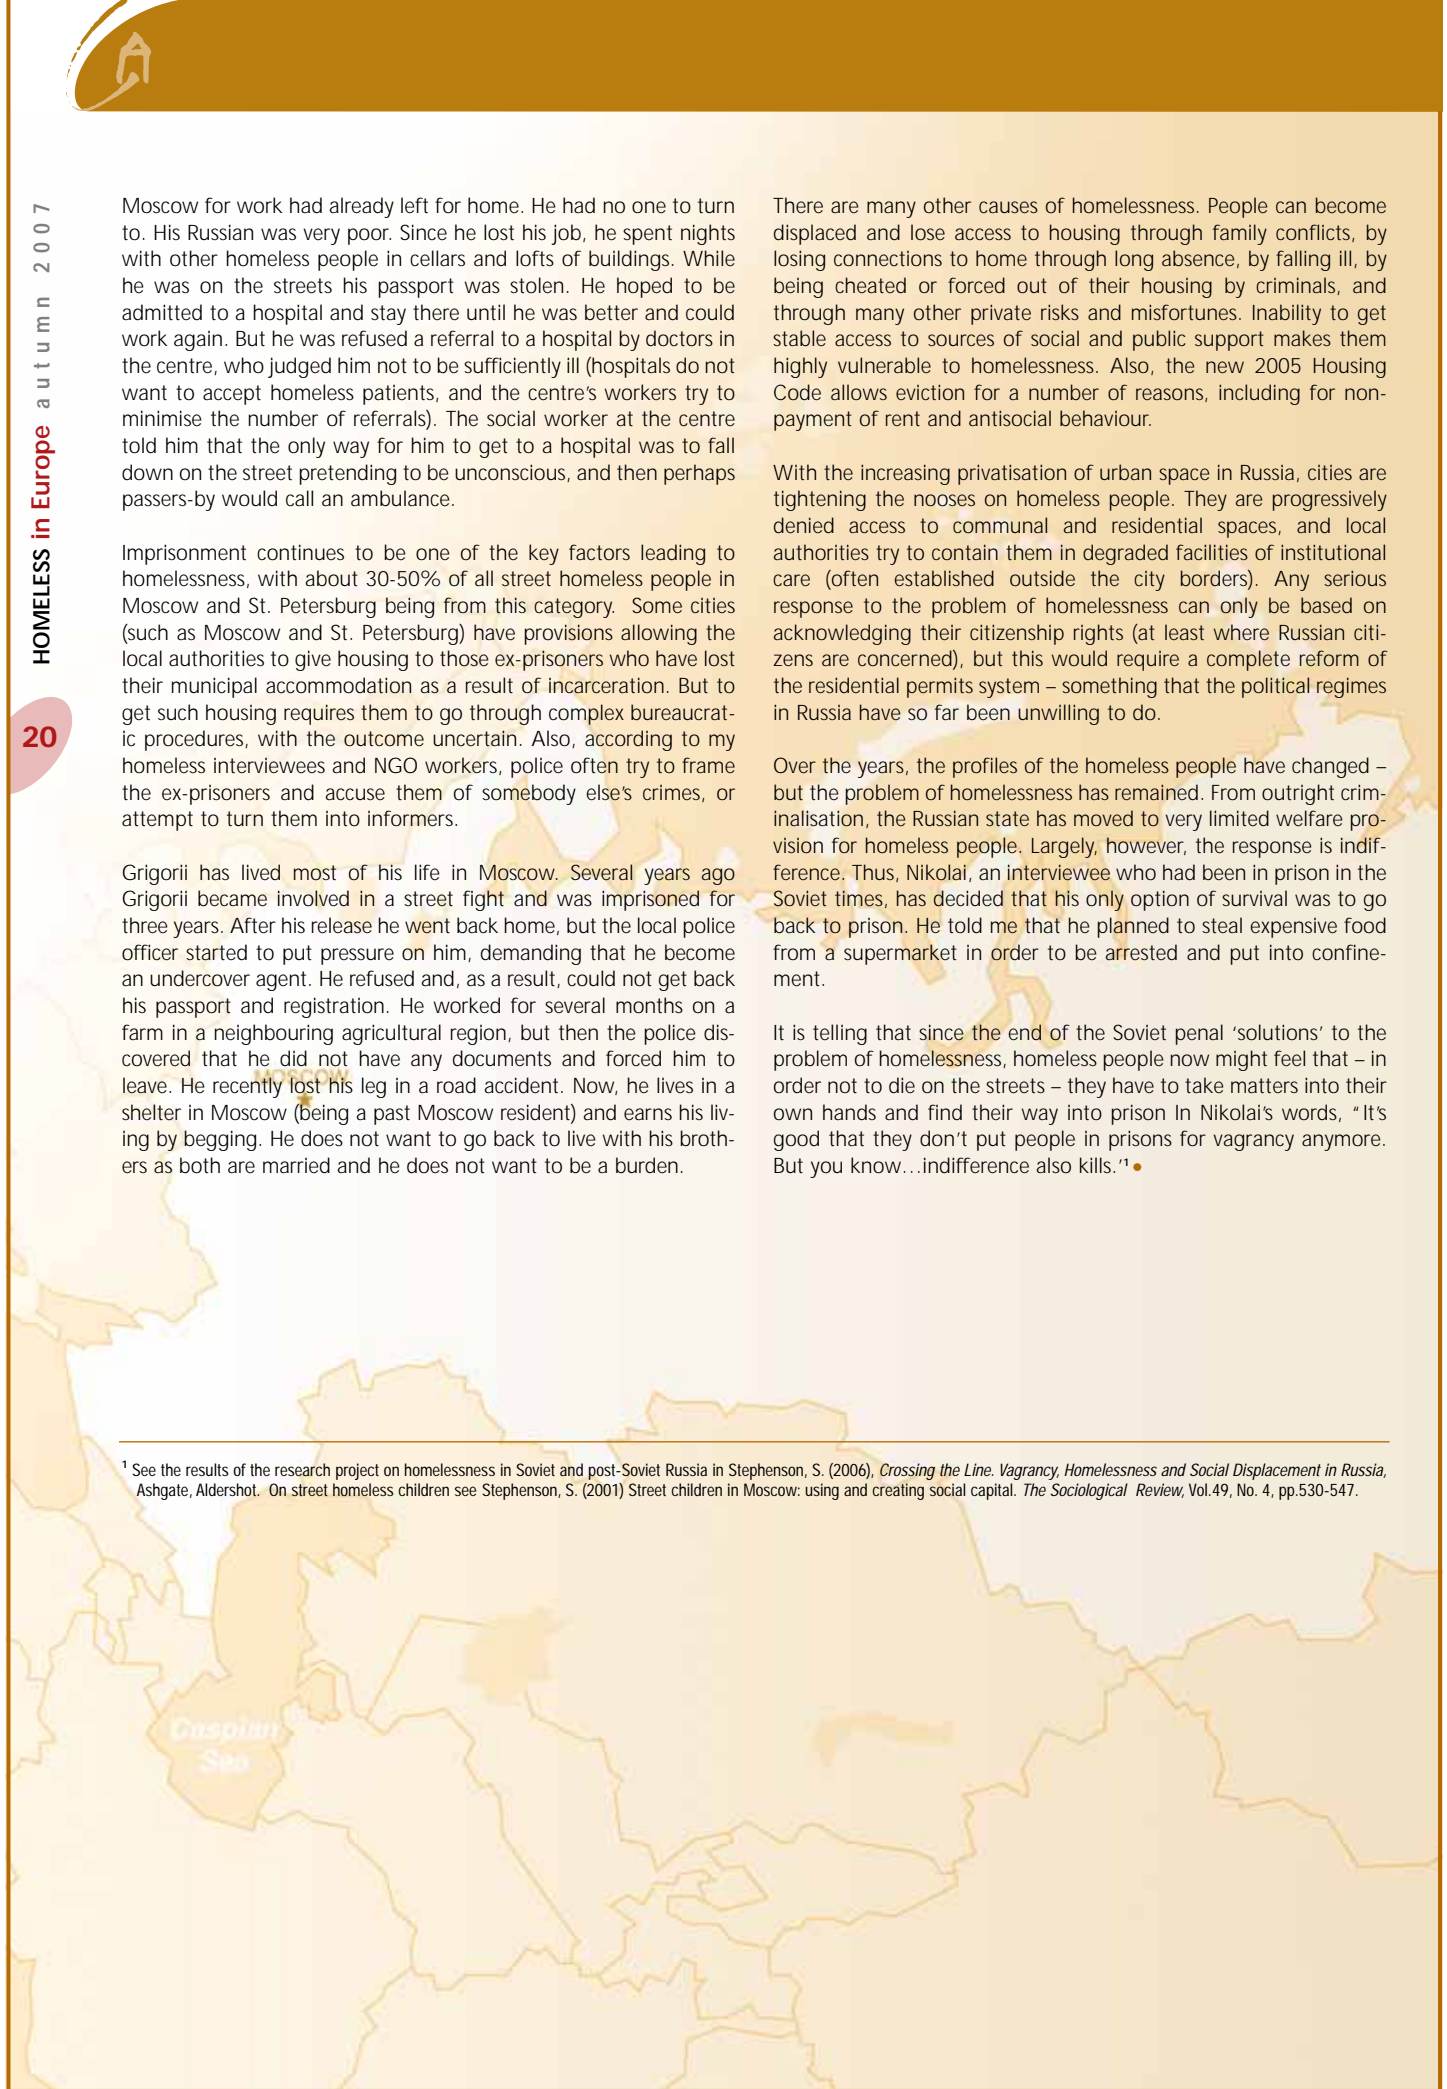 HOMELESS in Europe autumn 2007
20
Moscow for work had already left for home. He had no one to turn
to. His Russian was very poor. Since he lost his job, he spent nights
with other homeless people in cellars and lofts of buildings. While
he was on the streets his passport was stolen. He hoped to be
admitted to a hospital and stay there until he was better and could
work again. But he was refused a referral to a hospital by doctors in
the centre, who judged him not to be sufficiently ill (hospitals do not
want to accept homeless patients, and the centre's workers try to
minimise the number of referrals). The social worker at the centre
told him that the only way for him to get to a hospital was to fall
down on the street pretending to be unconscious, and then perhaps
passers-by would call an ambulance.
Imprisonment continues to be one of the key factors leading to
homelessness, with about 30-50% of all street homeless people in
Moscow and St. Petersburg being from this category. Some cities
(such as Moscow and St. Petersburg) have provisions allowing the
local authorities to give housing to those ex-prisoners who have lost
their municipal accommodation as a result of incarceration. But to
get such housing requires them to go through complex bureaucrat-
ic procedures, with the outcome uncertain. Also, according to my
homeless interviewees and NGO workers, police often try to frame
the ex-prisoners and accuse them of somebody else's crimes, or
attempt to turn them into informers.
Grigorii has lived most of his life in Moscow. Several years ago
Grigorii became involved in a street fight and was imprisoned for
three years. After his release he went back home, but the local police
officer started to put pressure on him, demanding that he become
an undercover agent. He refused and, as a result, could not get back
his passport and registration. He worked for several months on a
farm in a neighbouring agricultural region, but then the police dis-
covered that he did not have any documents and forced him to
leave. He recently lost his leg in a road accident. Now, he lives in a
shelter in Moscow (being a past Moscow resident) and earns his liv-
ing by begging. He does not want to go back to live with his broth-
ers as both are married and he does not want to be a burden.
MOSCOW
There are many other causes of homelessness. People can become
displaced and lose access to housing through family conflicts, by
losing connections to home through long absence, by falling ill, by
being cheated or forced out of their housing by criminals, and
through many other private risks and misfortunes. Inability to get
stable access to sources of social and public support makes them
highly vulnerable to homelessness. Also, the new 2005 Housing
Code allows eviction for a number of reasons, including for non-
payment of rent and antisocial behaviour.
With the increasing privatisation of urban space in Russia, cities are
tightening the nooses on homeless people. They are progressively
denied access to communal and residential spaces, and local
authorities try to contain them in degraded facilities of institutional
care (often established outside the city borders). Any serious
response to the problem of homelessness can only be based on
acknowledging their citizenship rights (at least where Russian citi-
zens are concerned), but this would require a complete reform of
the residential permits system – something that the political regimes
in Russia have so far been unwilling to do.
Over the years, the profiles of the homeless people have changed –
but the problem of homelessness has remained. From outright crim-
inalisation, the Russian state has moved to very limited welfare pro-
vision for homeless people. Largely, however, the response is indif-
ference. Thus, Nikolai, an interviewee who had been in prison in the
Soviet times, has decided that his only option of survival was to go
back to prison. He told me that he planned to steal expensive food
from a supermarket in order to be arrested and put into confine-
ment.
It is telling that since the end of the Soviet penal 'solutions' to the
problem of homelessness, homeless people now might feel that – in
order not to die on the streets – they have to take matters into their
own hands and find their way into prison In Nikolai's words, "It's
good that they don't put people in prisons for vagrancy anymore.
But you know…indifference also kills.'¹ •
¹ See the results of the research project on homelessness in Soviet and post-Soviet Russia in Stephenson, S. (2006), Crossing the Line. Vagrancy, Homelessness and Social Displacement in Russia,
Ashgate, Aldershot. On street homeless children see Stephenson, S. (2001) Street children in Moscow: using and creating social capital. The Sociological Review, Vol.49, No. 4, pp.530-547.
Caspian
Sea